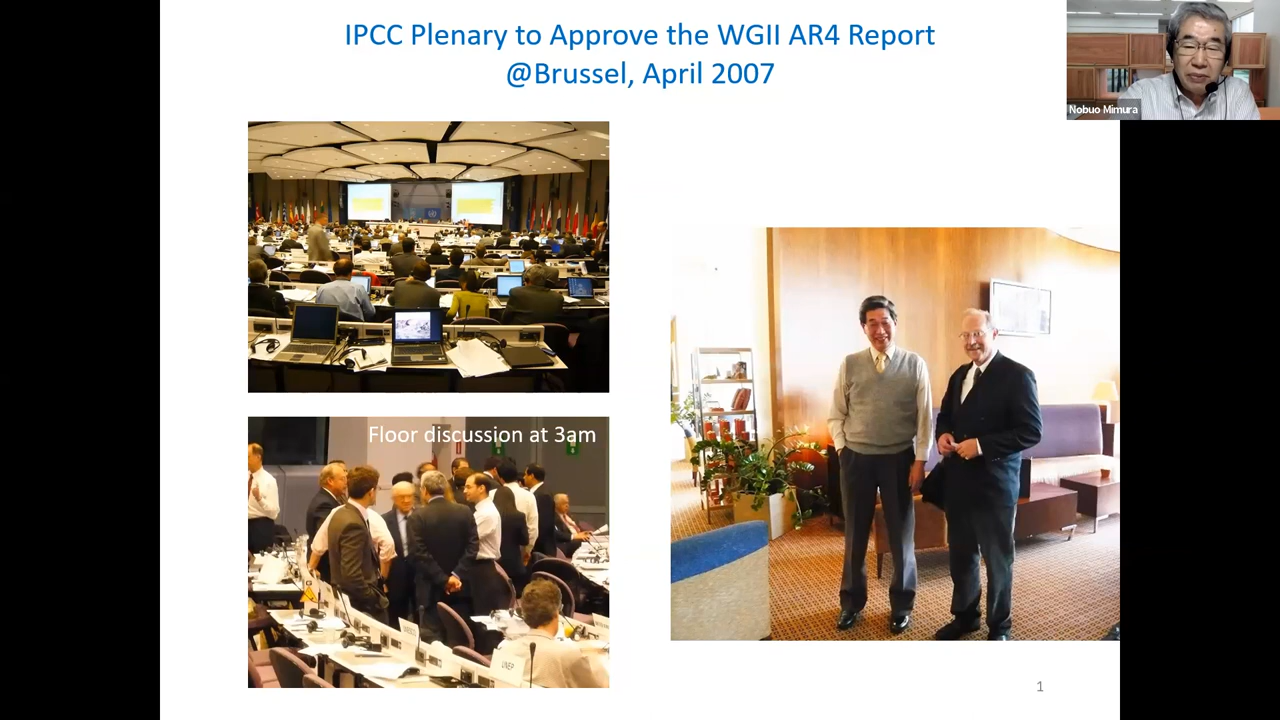 IPCC Plenary to Approve the WGII AR4 Report
@Brussel, April 2007
Nobuo Mimura
Floor discussion at 3am
UNEP
1